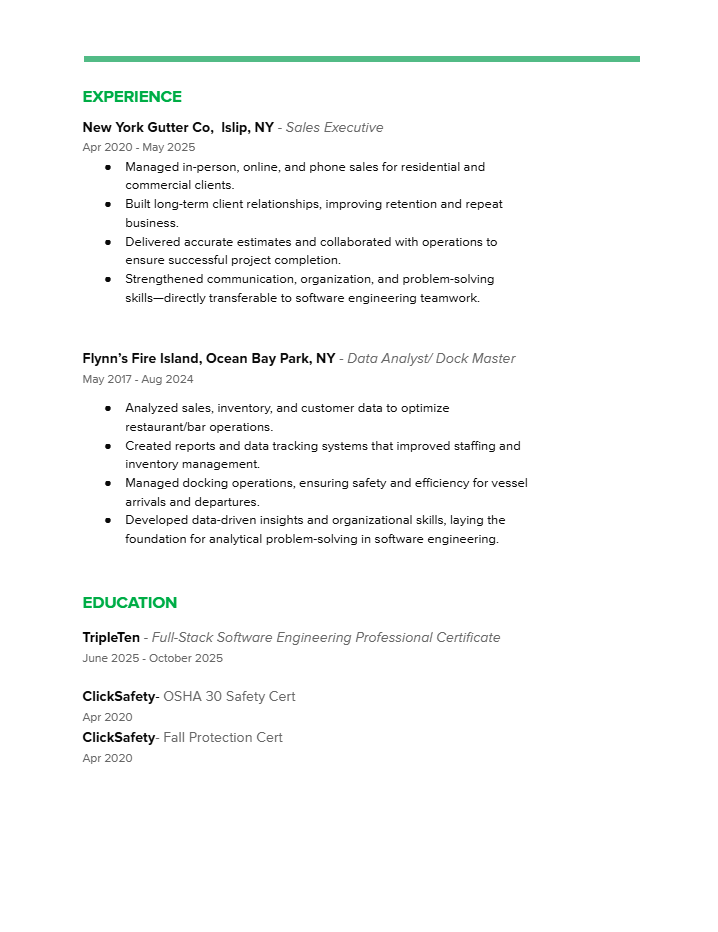 EXPERIENCE
New York Gutter Co,  Islip, NY - Sales Executive
Apr 2020 - May 2025
● Managed in-person, online, and phone sales for residential and
commercial clients.
● Built long-term client relationships, improving retention and repeat
business.
● Delivered accurate estimates and collaborated with operations to
ensure successful project completion.
● Strengthened communication, organization, and problem-solving
skills—directly transferable to software engineering teamwork.
Flynn’s Fire Island, Ocean Bay Park, NY - Data Analyst/ Dock Master
May 2017 - Aug 2024
● Analyzed sales, inventory, and customer data to optimize
restaurant/bar operations.
● Created reports and data tracking systems that improved staffing and
inventory management.
● Managed docking operations, ensuring safety and efficiency for vessel
arrivals and departures.
● Developed data-driven insights and organizational skills, laying the
foundation for analytical problem-solving in software engineering.
EDUCATION
TripleTen - Full-Stack Software Engineering Professional Certificate
June 2025 - October 2025
ClickSafety- OSHA 30 Safety Cert
Apr 2020
ClickSafety- Fall Protection Cert
Apr 2020